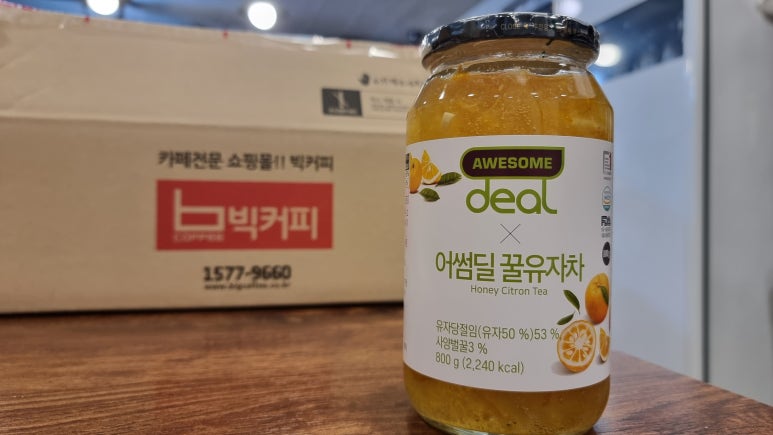 카페전문 쇼핑몰!! 빅커피
b 빅커피
COFFEE
1577-9660
AWESOME
deal
×
어썸딜 꿀유자차
Honey Citron Tea
유자당절임(유자50 %)53 %
사양벌꿀3 %
800 g (2,240 kcal)